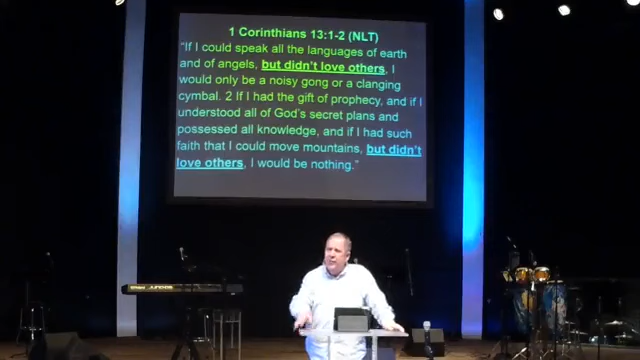 1 Corinthians 13:1-2 (NLT)
"If I could speak all the languages of earth
and of angels, but didn't love others, I
would only be a noisy gong or a clanging
cymbal. 2 If I had the gift of prophecy, and if I
understood all of God's secret plans and
possessed all knowledge, and if I had such
faith that I could move mountains, but didn't
love others, I would be nothing."